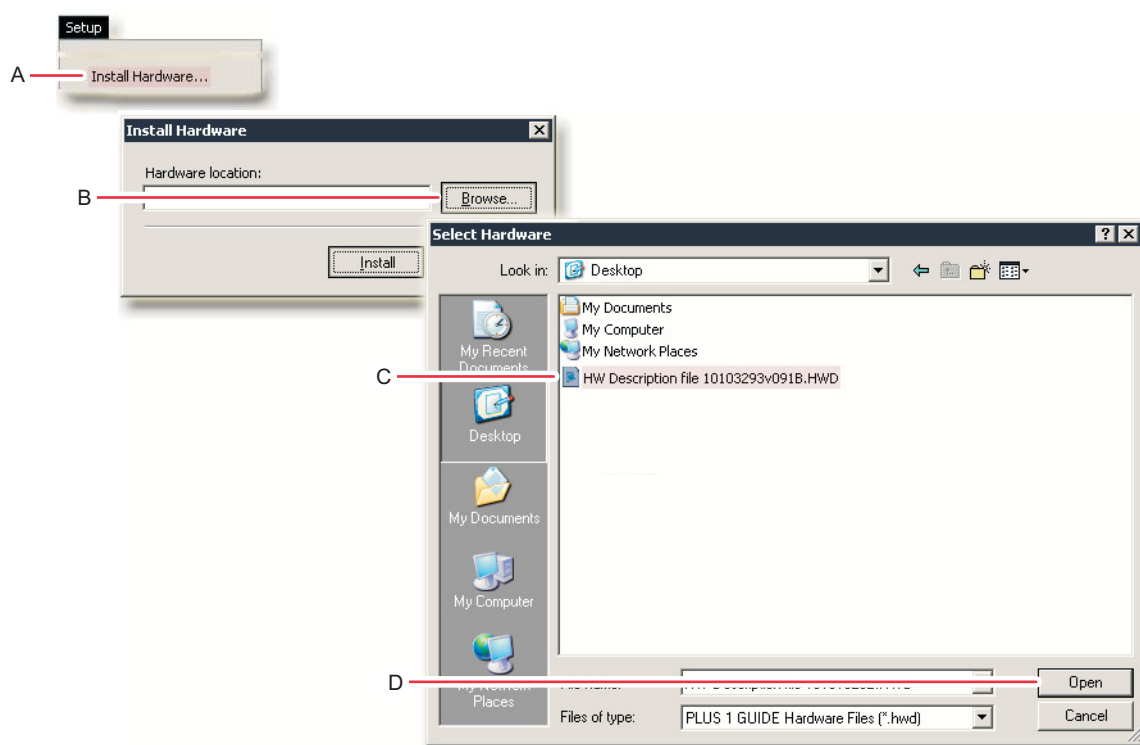 Setup
A
Install Hardware...
Install Hardware
Hardware location:
B
Browse...
Install
Select Hardware
Look in:
Desktop
My Recent
Documents
My Documents
My Computer
My Network Places
C
HW Description file 10103293v091B.HWD
Desktop
My Documents
My Computer
My Network
Places
D
Open
Files of type:
PLUS 1 GUIDE Hardware Files (*.hwd)
Cancel